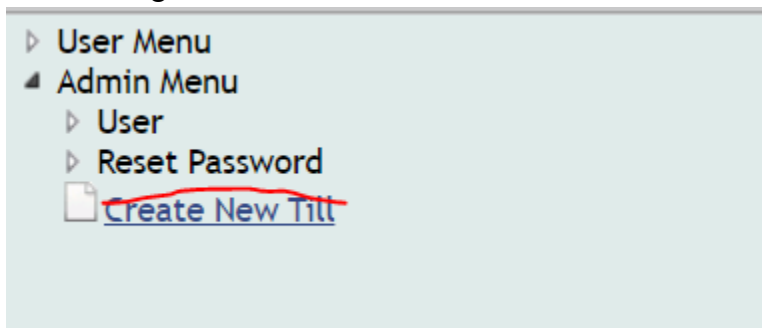 User Menu
Admin Menu
User
Reset Password
Create New Till